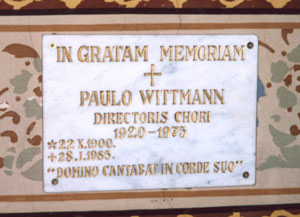 IN GRATAM MEMORIAM
+
PAULO WITTMANN
DIRECTORIS CHORI
1920-1975
*22.X.1900.
+28.I.1985.
"DOMINO CANTABAT IN CORDE SUO"